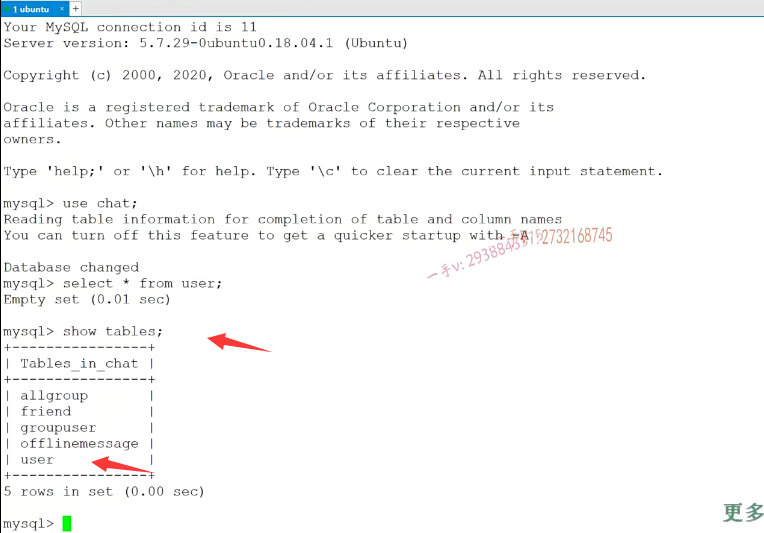 1 ubuntu × +
Your MySQL connection id is 11
Server version: 5.7.29-0ubuntu0.18.04.1 (Ubuntu)
Copyright (c) 2000, 2020, Oracle and/or its affiliates. All rights reserved.
Oracle is a registered trademark of Oracle Corporation and/or its
affiliates. Other names may be trademarks of their respective
owners.
Type 'help;' or '\h' for help. Type '\c' to clear the current input statement.
mysql> use chat;
Reading table information for completion of table and column names
You can turn off this feature to get a quicker startup with -A
2732168745
一手v: 29388
Database changed
mysql> select * from user;
Empty set (0.01 sec)
mysql> show tables;
+----------------+
| Tables_in_chat |
+----------------+
| allgroup       |
| friend         |
| groupuser      |
| offlinemessage |
| user           |
+----------------+
5 rows in set (0.00 sec)
mysql>
更多